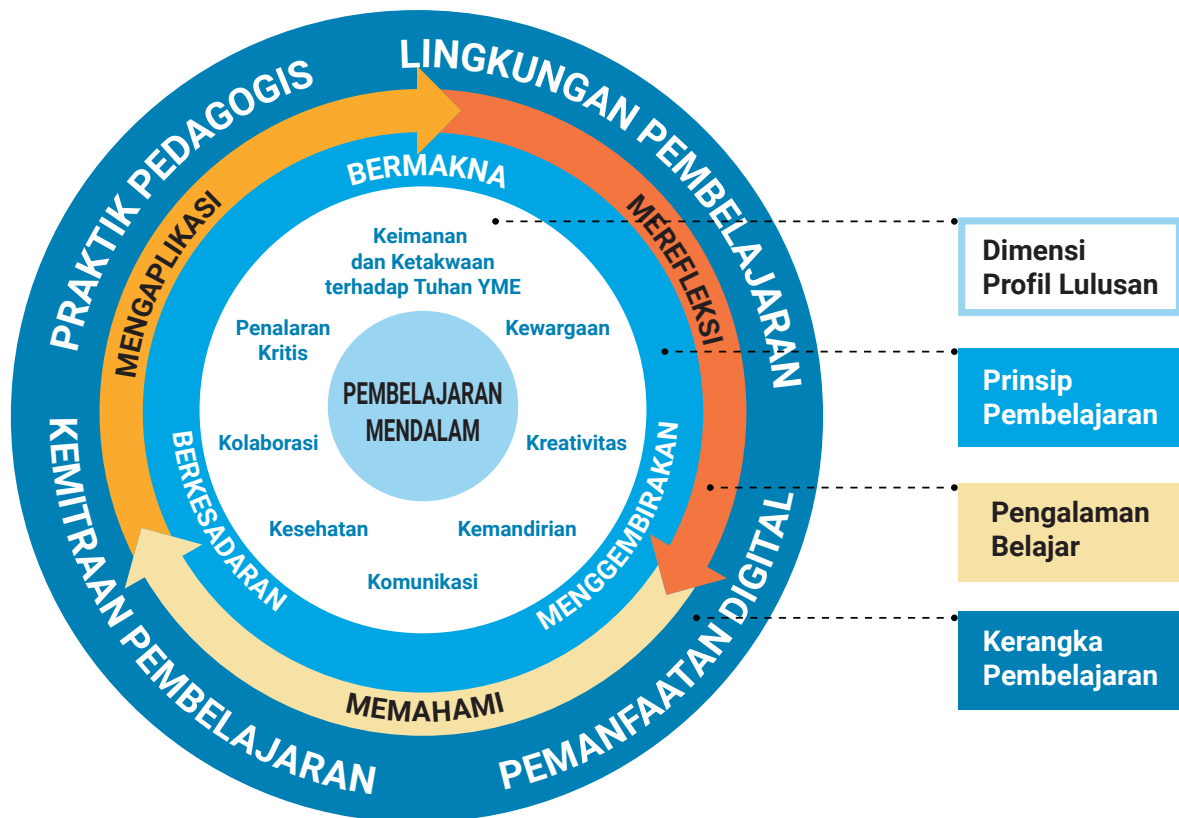 PRAKTIK PEDAGOGIS
LINGKUNGAN PEMBELAJARAN
KEMITRAAN PEMBELAJARAN
PEMANFAATAN DIGITAL
MENGAPLIKASI
MEREFLEKSI
MEMAHAMI
BERMAKNA
BERKESADARAN
MENGGEMBIRAKAN
Keimanan
dan Ketakwaan
terhadap Tuhan YME
Penalaran
Kritis
Kewargaan
PEMBELAJARAN
MENDALAM
Kolaborasi
Kreativitas
Kesehatan
Kemandirian
Komunikasi
Dimensi
Profil Lulusan
Prinsip
Pembelajaran
Pengalaman
Belajar
Kerangka
Pembelajaran